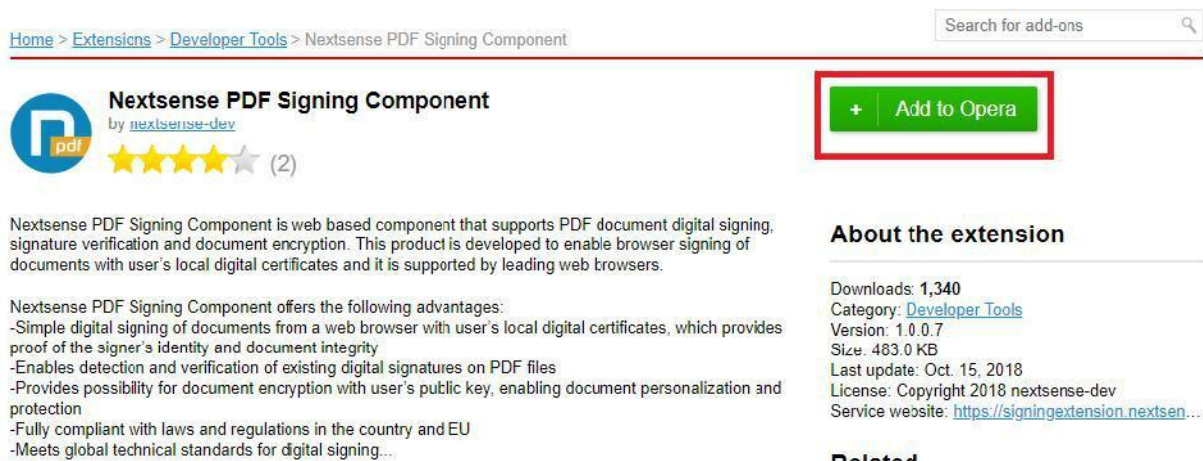 Search for add-ons
Home > Extensions > Developer Tools > Nextsense PDF Signing Component
Nextsense PDF Signing Component
by nextsense-dev
(2)
pdf
+ Add to Opera
Nextsense PDF Signing Component is web based component that supports PDF document digital signing,
signature verification and document encryption. This product is developed to enable browser signing of
documents with user's local digital certificates and it is supported by leading web browsers.
Nextsense PDF Signing Component offers the following advantages:
-Simple digital signing of documents from a web browser with user's local digital certificates, which provides
proof of the signer's identity and document integrity
-Enables detection and verification of existing digital signatures on PDF files
-Provides possibility for document encryption with user's public key, enabling document personalization and
protection
-Fully compliant with laws and regulations in the country and EU
-Meets global technical standards for digital signing...
About the extension
Downloads: 1,340
Category: Developer Tools
Version: 1.0.0.7
Size: 483.0 KB
Last update: Oct. 15, 2018
License: Copyright 2018 nextsense-dev
Service website: https://signingextension.nextsen...
Related